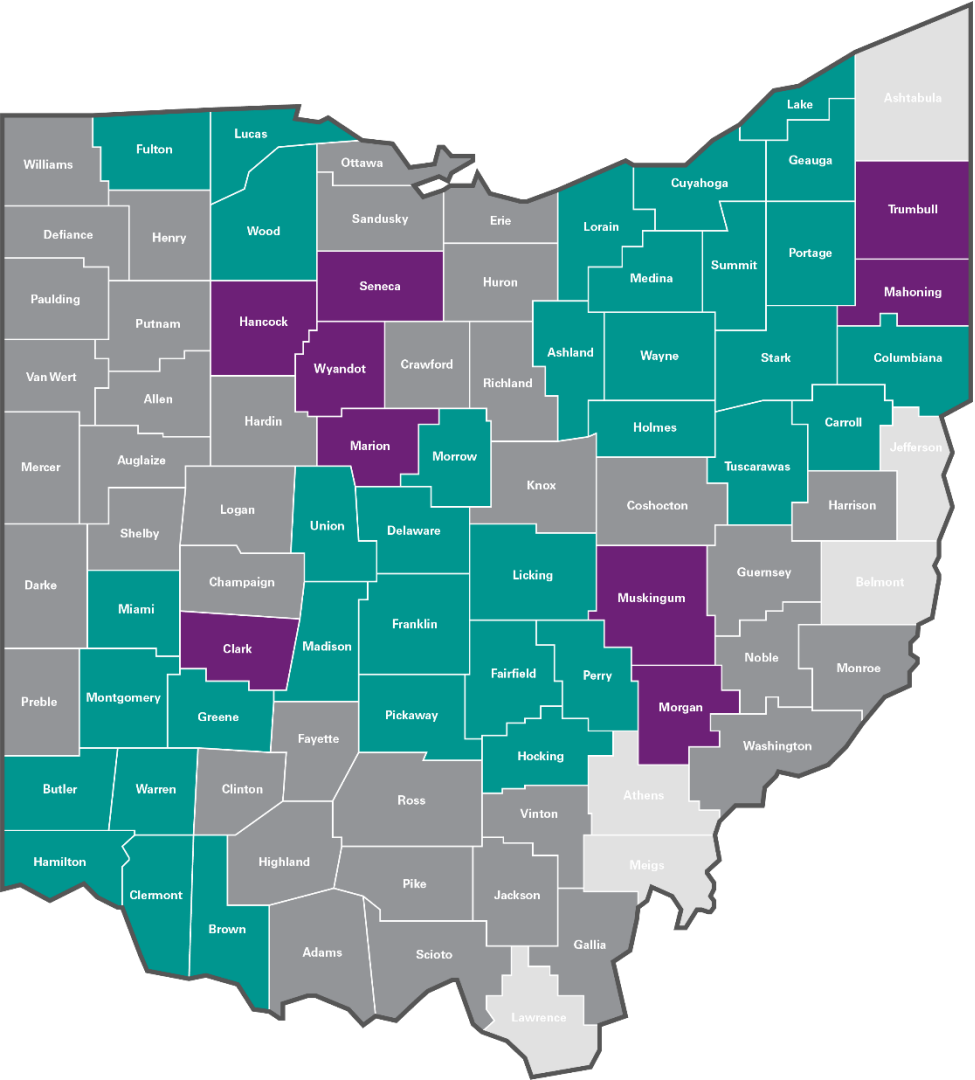 Ashtabula
Lake
Lucas
Fulton
Geauga
Williams
Ottawa
Cuyahoga
Trumbull
Sandusky
Erie
Lorain
Wood
Defiance
Henry
Portage
Summit
Medina
Huron
Seneca
Mahoning
Paulding
Hancock
Putnam
Ashland
Wayne
Stark
Columbiana
Crawford
Wyandot
Van Wert
Richland
Allen
Hardin
Carroll
Holmes
Marion
Jefferson
Morrow
Auglaize
Mercer
Tuscarawas
Knox
Coshocton
Harrison
Logan
Union
Delaware
Shelby
Guernsey
Licking
Belmont
Champaign
Darke
Muskingum
Miami
Franklin
Madison
Clark
Noble
Monroe
Fairfield
Perry
Montgomery
Preble
Morgan
Pickaway
Greene
Fayette
Washington
Hocking
Butler
Warren
Clinton
Athens
Ross
Vinton
Hamilton
Highland
Meigs
Pike
Clermont
Jackson
Brown
Gallia
Adams
Scioto
Lawrence